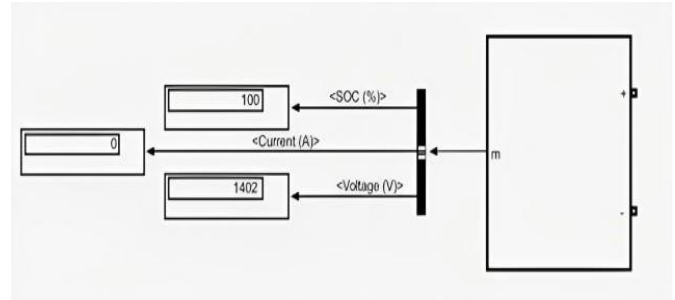 <SOC (%)>
100
+
<Current (A)>
0
m
<Voltage (V)>
1402
-